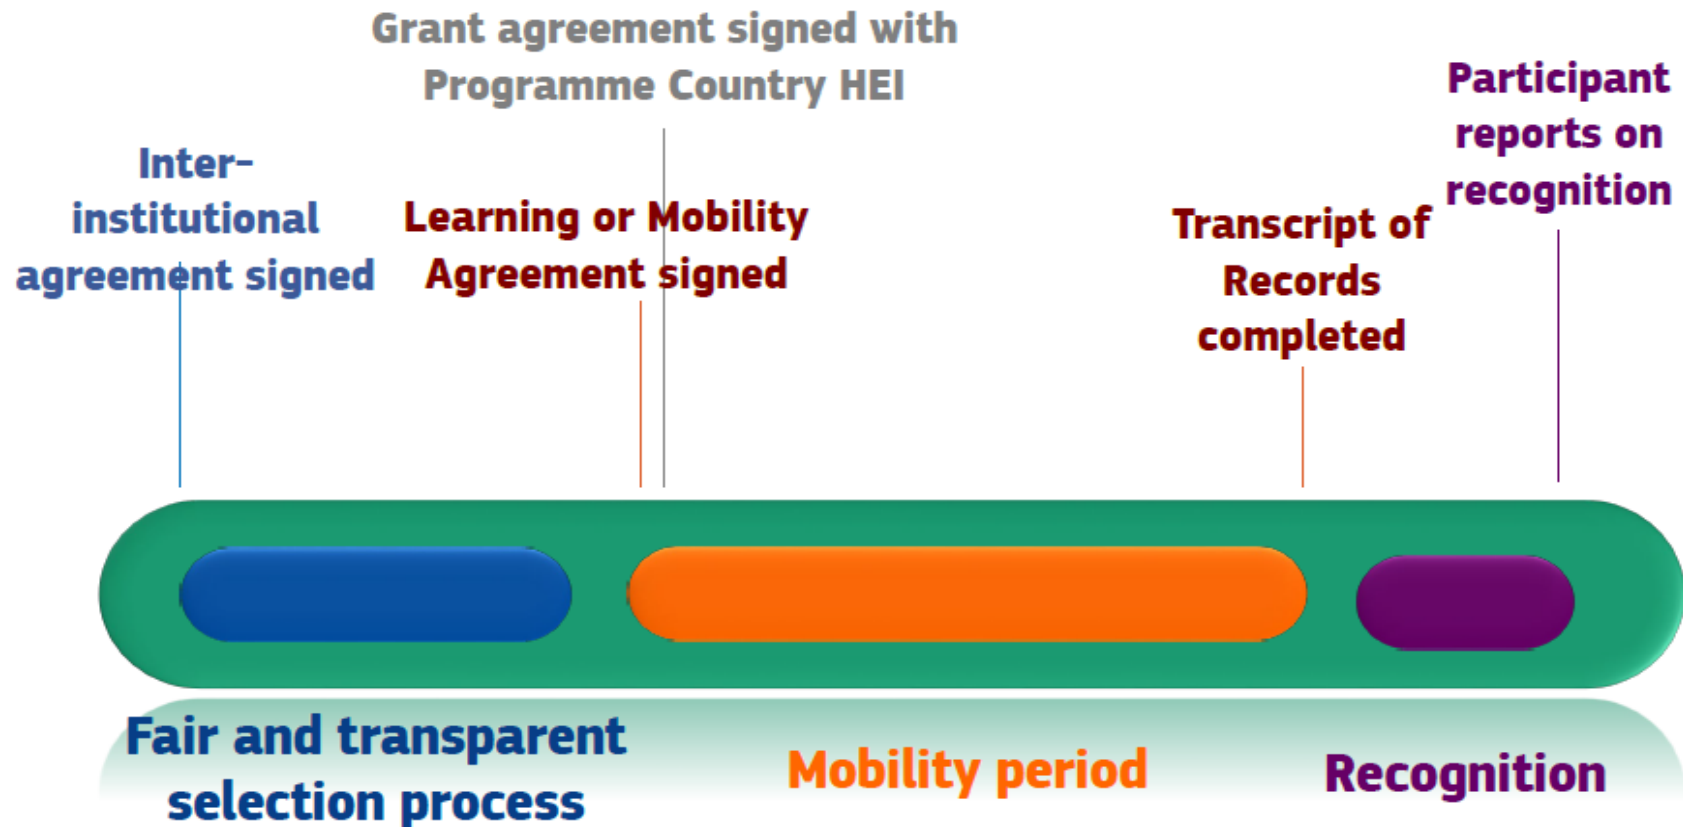 Grant agreement signed with
Programme Country HEI
Inter-
institutional
agreement signed
Learning or Mobility
Agreement signed
Transcript of
Records
completed
Participant
reports on
recognition
Fair and transparent
selection process
Mobility period
Recognition